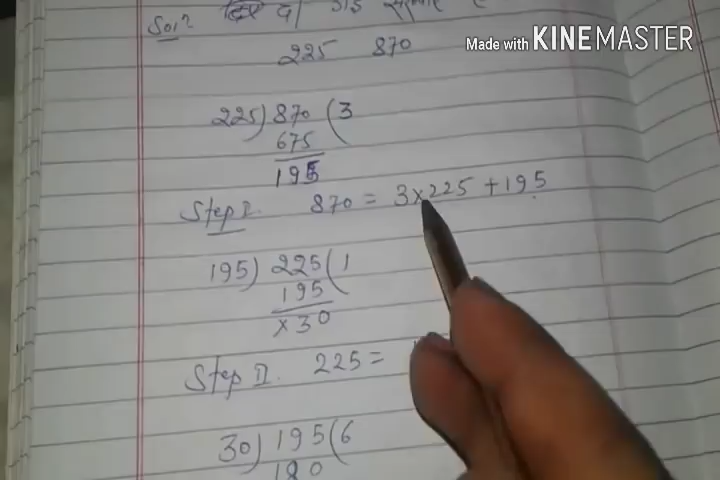 Made with KINEMASTER
Solⁿ
225 870
225) 870 (3
675
195
Step I. 870 = 3×225 + 195
195) 225 (1
195
×30
Step II. 225 =
30) 195 (6
180